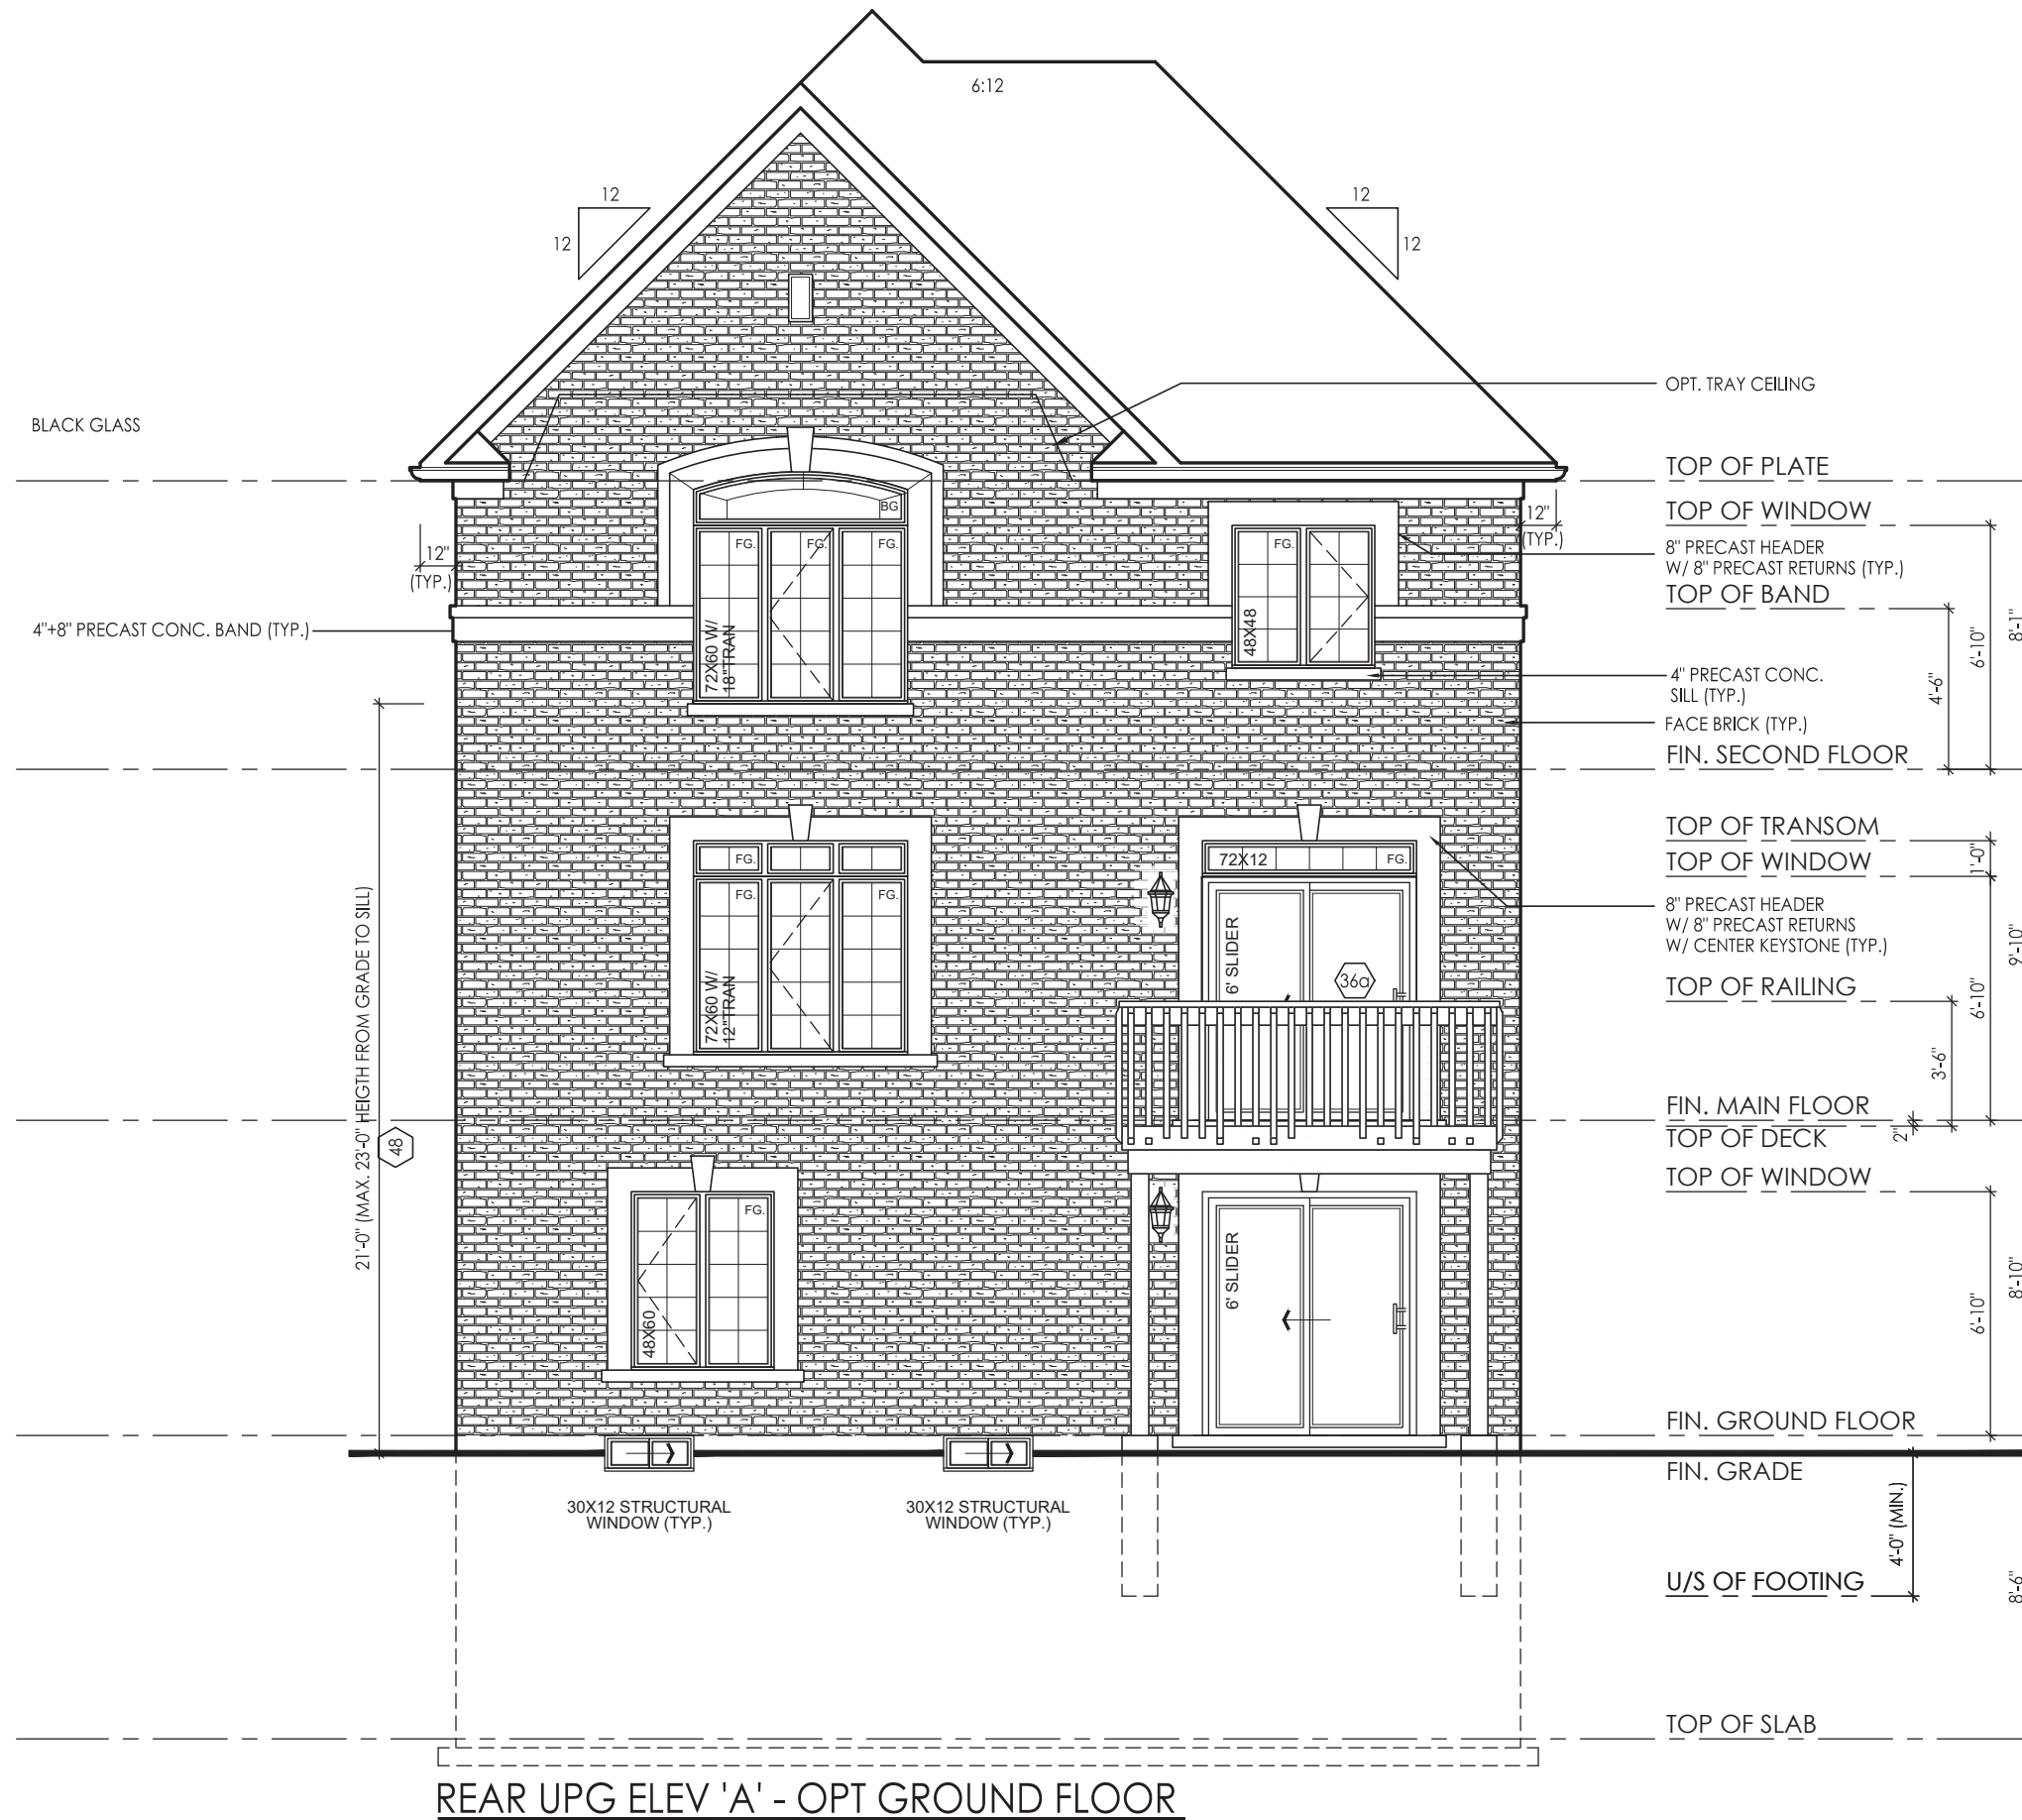 6:12
12
12
12
12
OPT. TRAY CEILING
BLACK GLASS
TOP OF PLATE
BG
12"
(TYP.)
TOP OF WINDOW
FG.
FG.
FG.
FG.
12"
(TYP.)
8" PRECAST HEADER
W/ 8" PRECAST RETURNS (TYP.)
TOP OF BAND
4"+8" PRECAST CONC. BAND (TYP.)
72X60 W/
18"TRAN
48X48
6'-10"
8'-1"
4'-6"
4" PRECAST CONC.
SILL (TYP.)
FACE BRICK (TYP.)
FIN. SECOND FLOOR
TOP OF TRANSOM
FG.
72X12
FG.
TOP OF WINDOW
1'-0"
FG.
FG.
8" PRECAST HEADER
W/ 8" PRECAST RETURNS
W/ CENTER KEYSTONE (TYP.)
21'-0" (MAX. 23'-0" HEIGTH FROM GRADE TO SILL)
48
72X60 W/
12"TRAN
6' SLIDER
36a
TOP OF RAILING
9'-10"
6'-10"
3'-6"
FIN. MAIN FLOOR
TOP OF DECK
2"
TOP OF WINDOW
FG.
48X60
6' SLIDER
8'-10"
6'-10"
FIN. GROUND FLOOR
FIN. GRADE
30X12 STRUCTURAL
WINDOW (TYP.)
30X12 STRUCTURAL
WINDOW (TYP.)
4'-0" (MIN.)
U/S OF FOOTING
8'-6"
TOP OF SLAB
REAR UPG ELEV 'A' - OPT GROUND FLOOR